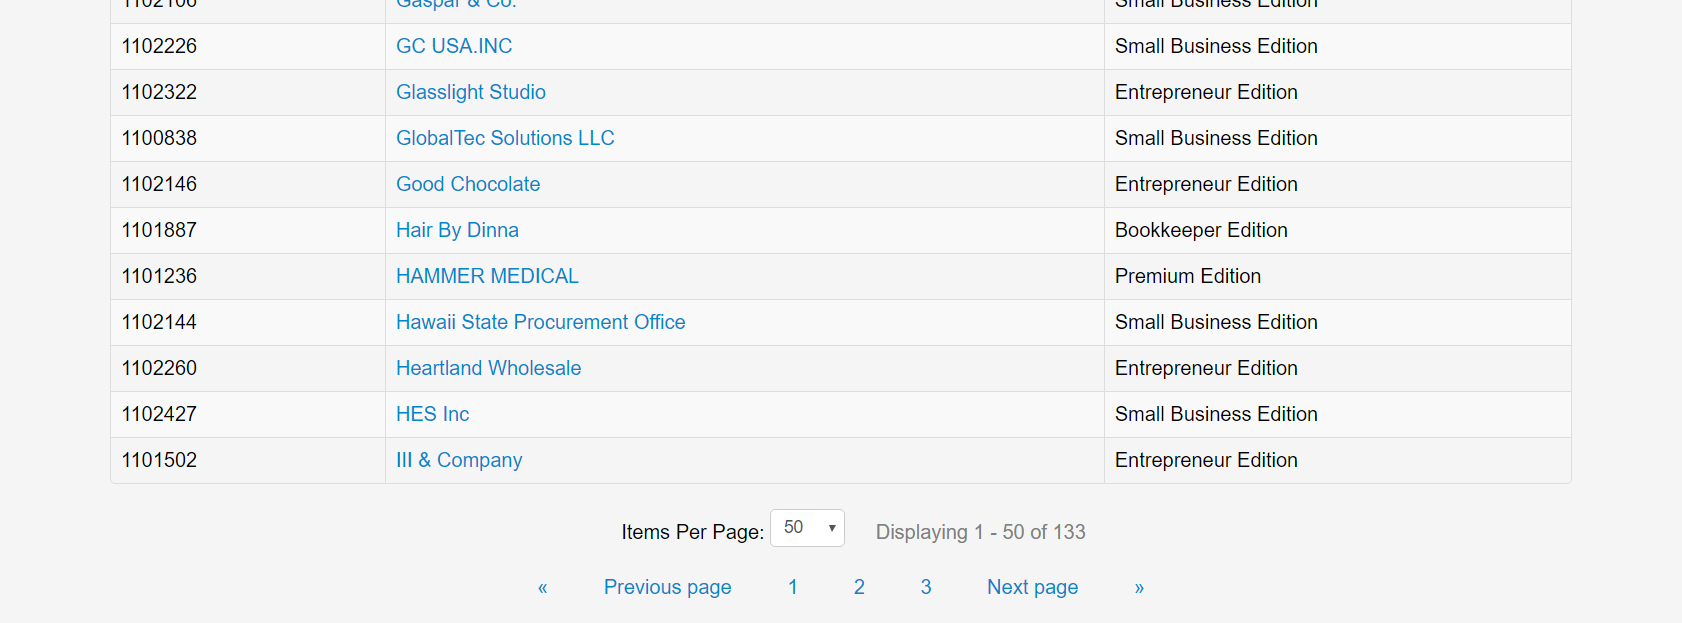 1102106 Gaspar & Co. Small Business Edition
1102226 GC USA.INC Small Business Edition
1102322 Glasslight Studio Entrepreneur Edition
1100838 GlobalTec Solutions LLC Small Business Edition
1102146 Good Chocolate Entrepreneur Edition
1101887 Hair By Dinna Bookkeeper Edition
1101236 HAMMER MEDICAL Premium Edition
1102144 Hawaii State Procurement Office Small Business Edition
1102260 Heartland Wholesale Entrepreneur Edition
1102427 HES Inc Small Business Edition
1101502 III & Company Entrepreneur Edition
Items Per Page: 50 Displaying 1 - 50 of 133
« Previous page 1 2 3 Next page »